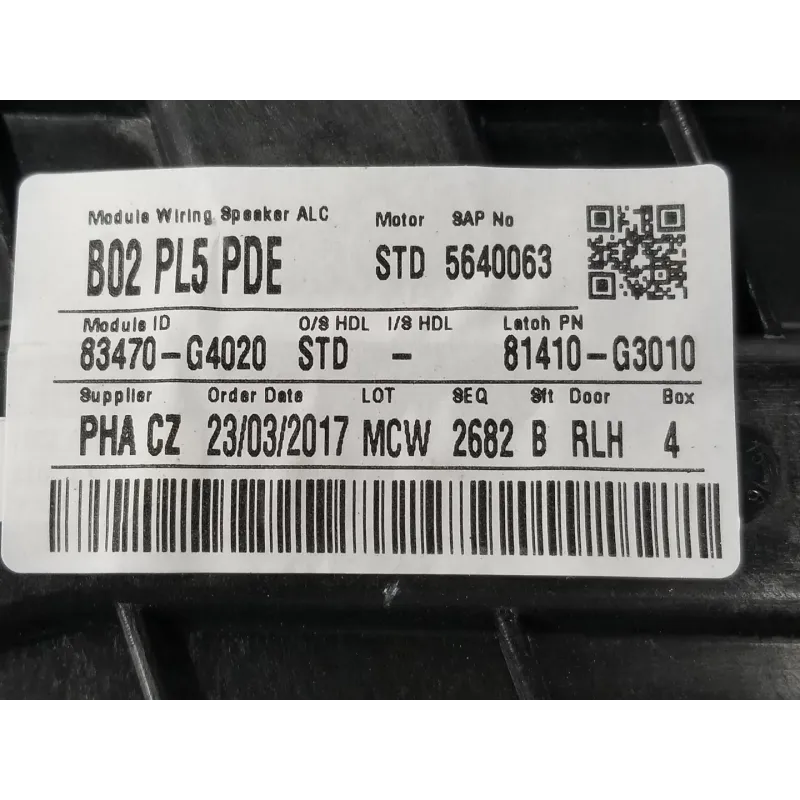 Module Wiring Speaker ALC Motor SAP No
B02 PL5 PDE STD 5640063
Module ID O/S HDL I/S HDL Latch PN
83470-G4020 STD - 81410-G3010
Supplier Order Date LOT SEQ Sft Door Box
PHA CZ 23/03/2017 MCW 2682 B RLH 4